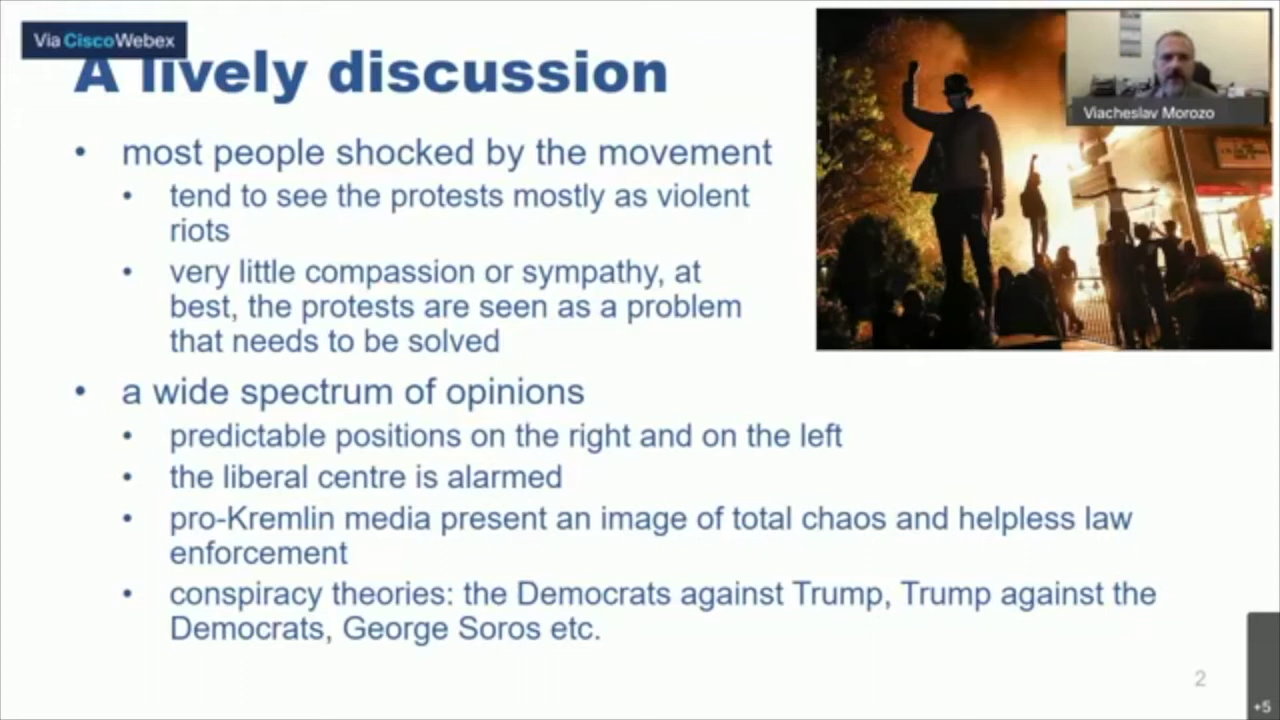 Via CiscoWebex
A lively discussion
Viacheslav Morozo
• most people shocked by the movement
• tend to see the protests mostly as violent
riots
• very little compassion or sympathy, at
best, the protests are seen as a problem
that needs to be solved
• a wide spectrum of opinions
• predictable positions on the right and on the left
• the liberal centre is alarmed
• pro-Kremlin media present an image of total chaos and helpless law
enforcement
• conspiracy theories: the Democrats against Trump, Trump against the
Democrats, George Soros etc.
2
+5